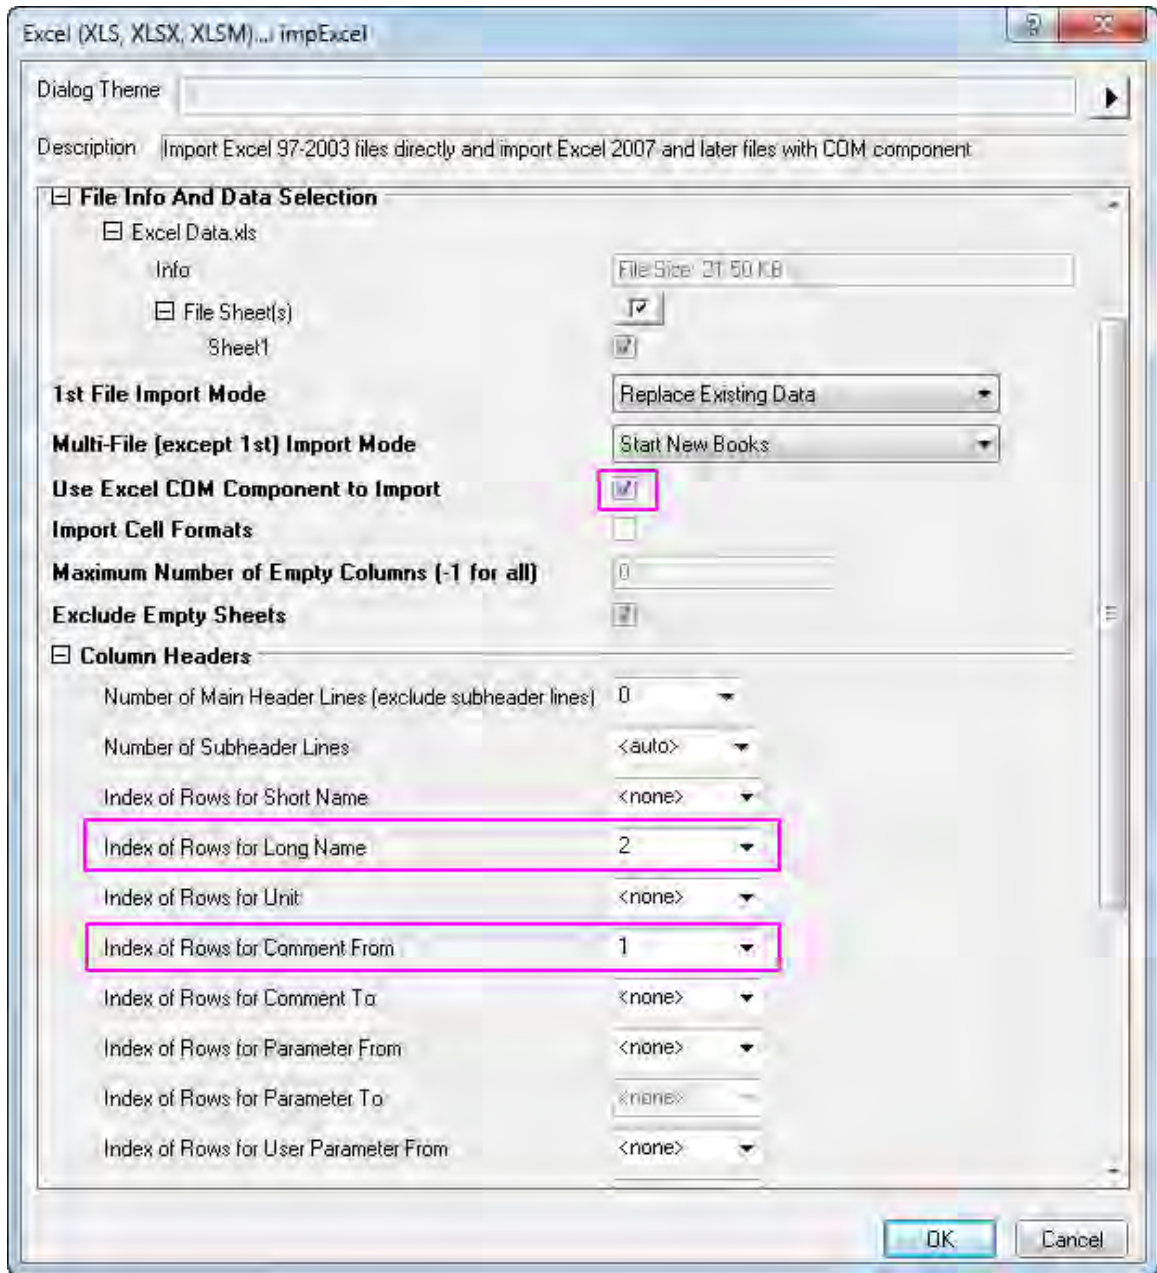 Excel (XLS, XLSX, XLSM)...: impExcel
Dialog Theme
Description Import Excel 97-2003 files directly and import Excel 2007 and later files with COM component
File Info And Data Selection
Excel Data.xls
Info File Size: 21.50 KB
File Sheet(s)
Sheet1
1st File Import Mode Replace Existing Data
Multi-File (except 1st) Import Mode Start New Books
Use Excel COM Component to Import
Import Cell Formats
Maximum Number of Empty Columns (-1 for all) 0
Exclude Empty Sheets
Column Headers
Number of Main Header Lines (exclude subheader lines) 0
Number of Subheader Lines <auto>
Index of Rows for Short Name <none>
Index of Rows for Long Name 2
Index of Rows for Unit <none>
Index of Rows for Comment From 1
Index of Rows for Comment To <none>
Index of Rows for Parameter From <none>
Index of Rows for Parameter To <none>
Index of Rows for User Parameter From <none>
OK Cancel